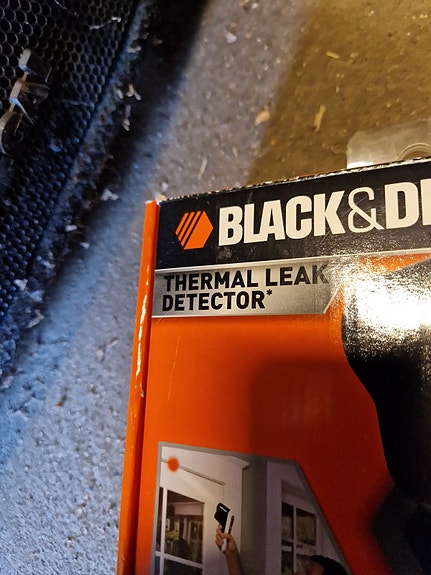 BLACK&D
THERMAL LEAK
DETECTOR*